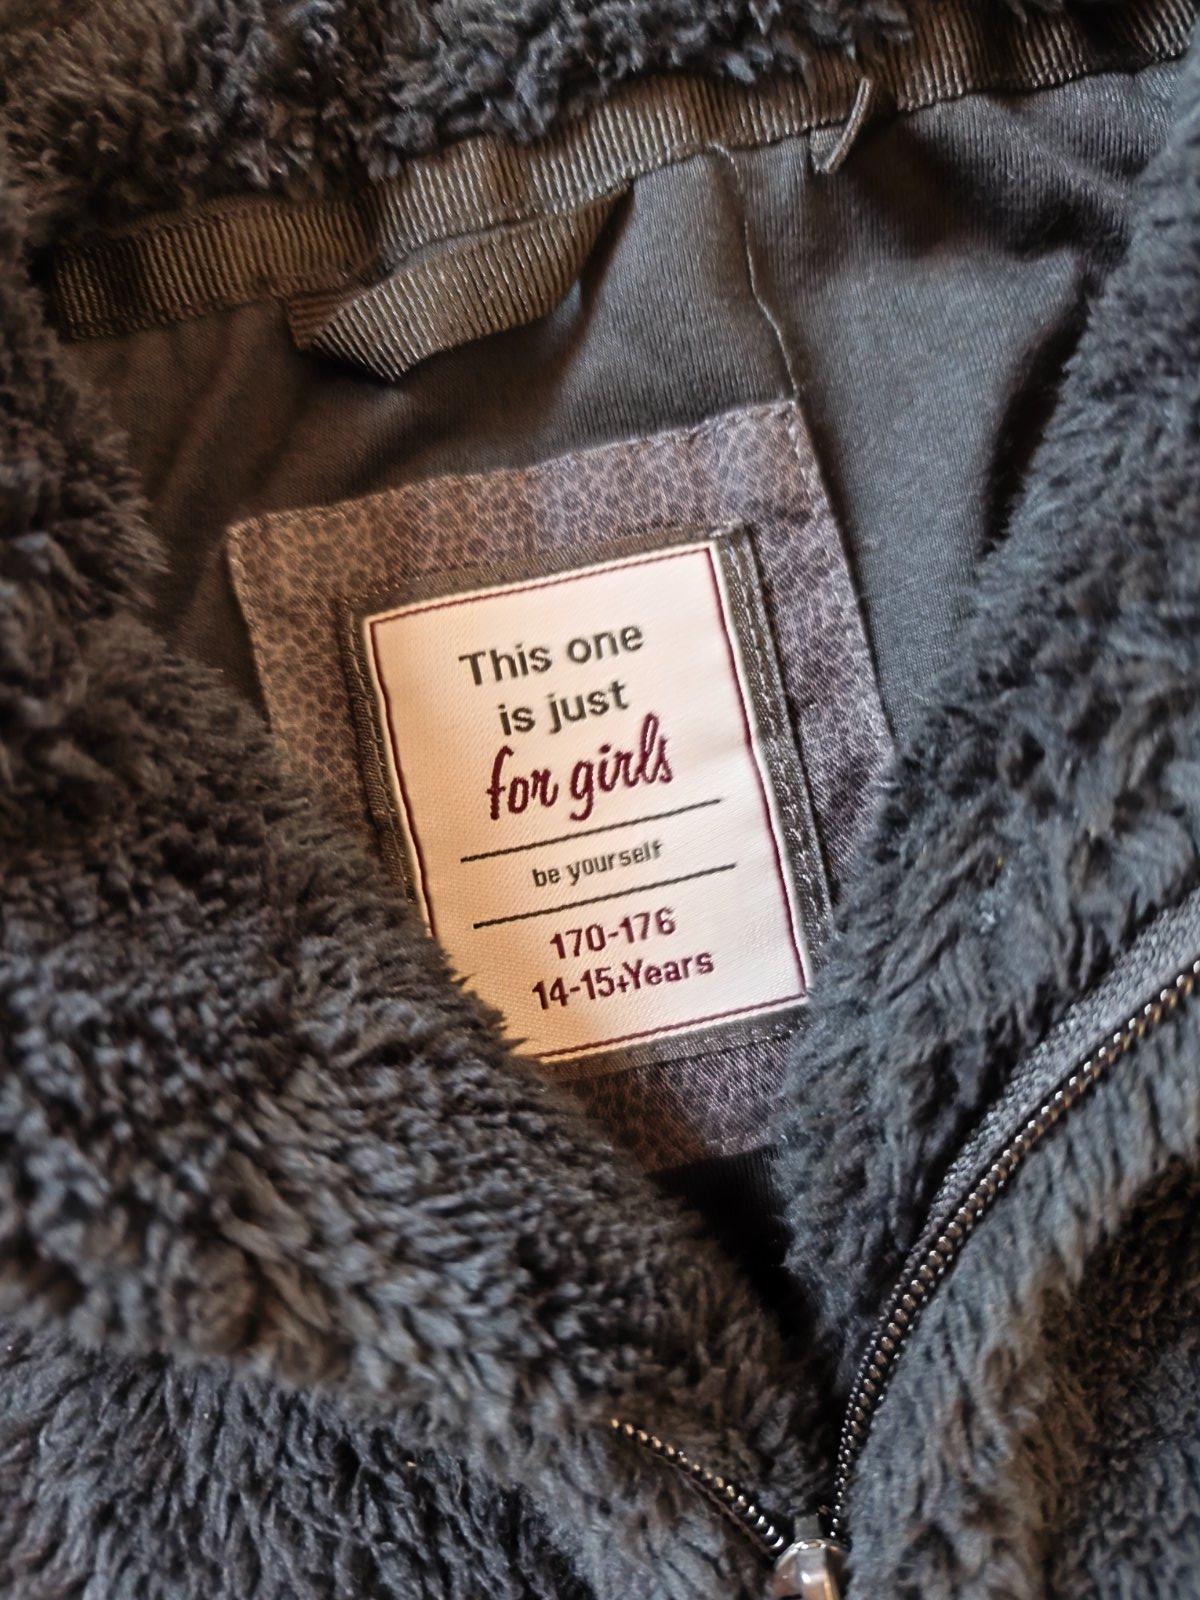 This one
is just
for girls
be yourself
170-176
14-15+Years